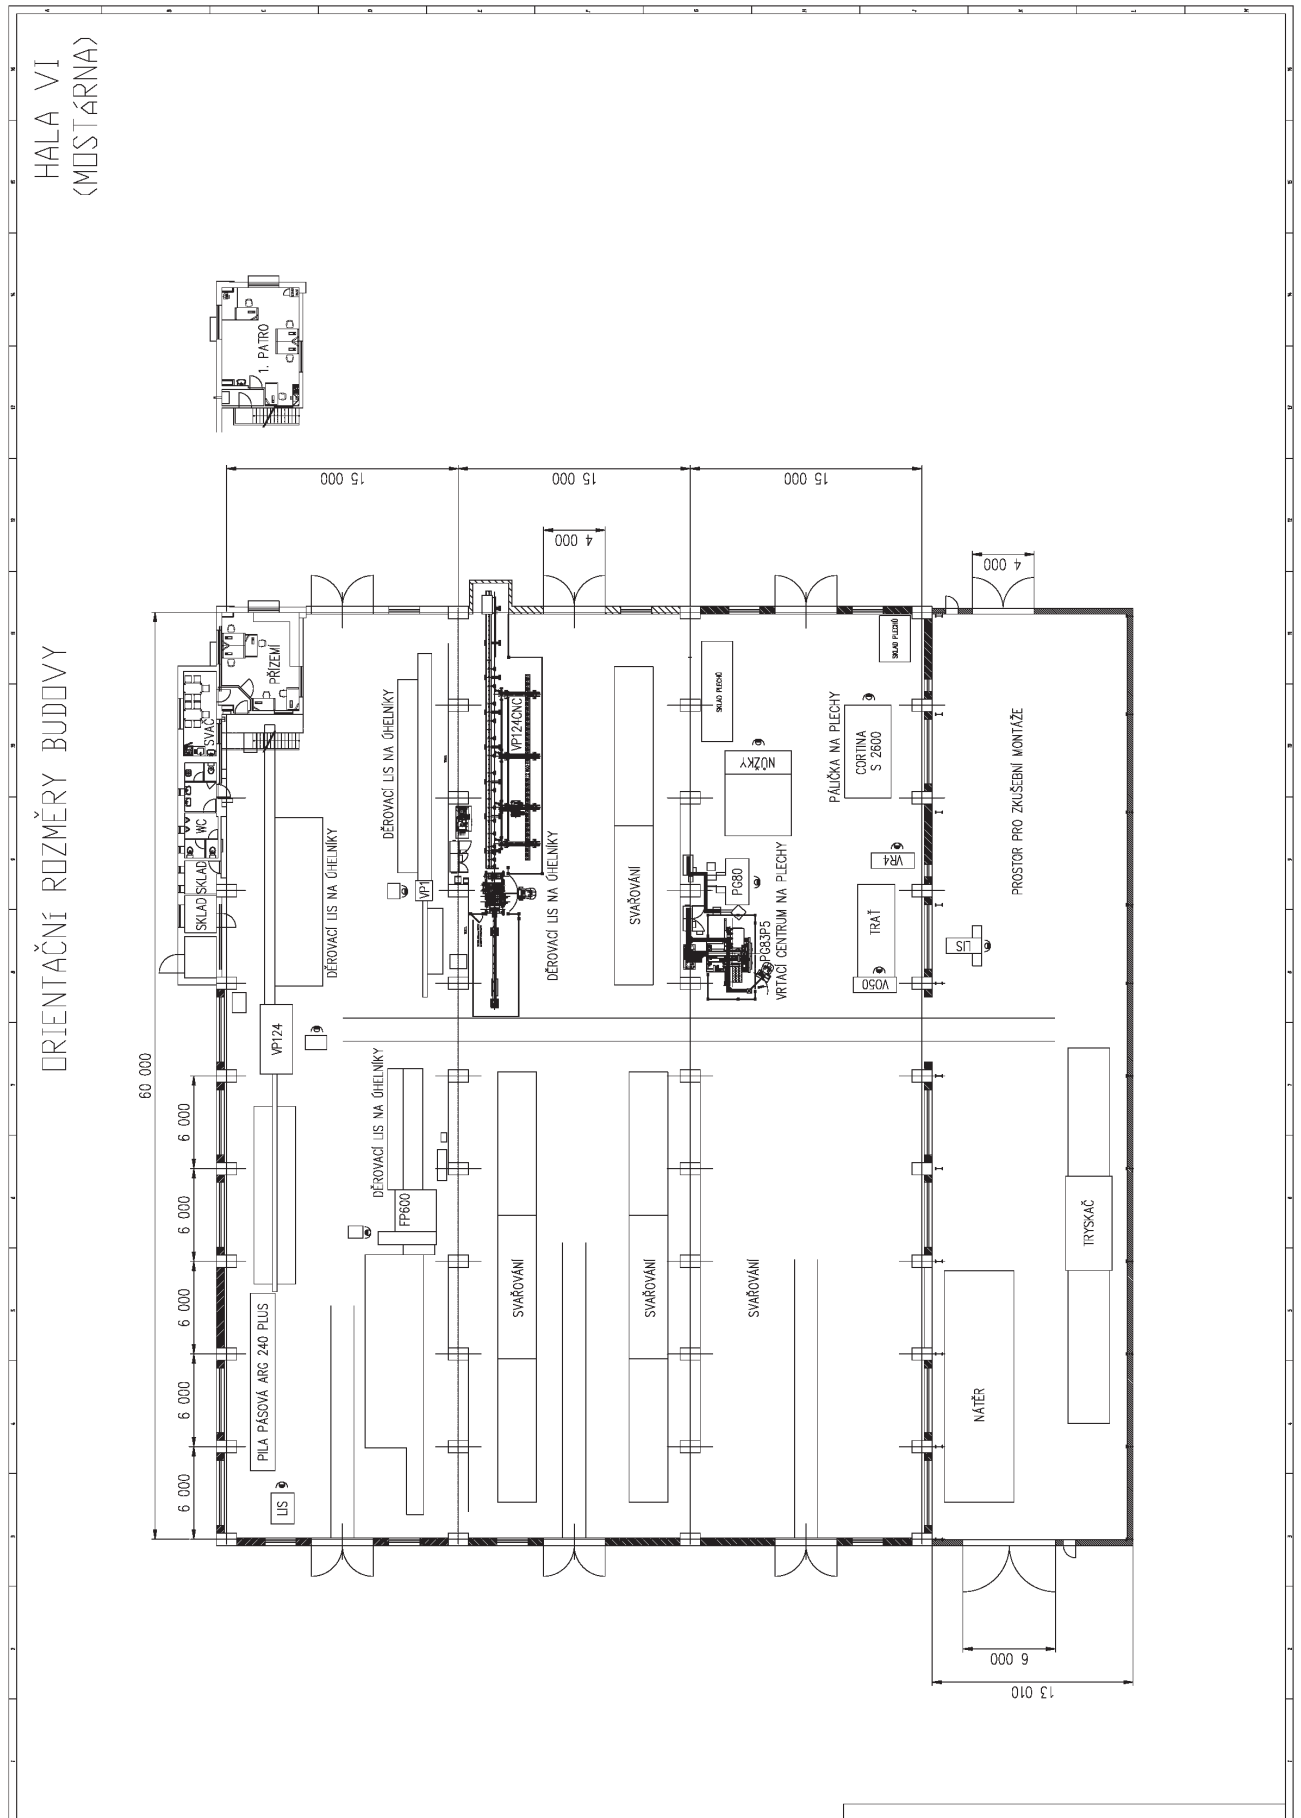 HALA VI
(MOSTÁRNA)
ORIENTAČNÍ ROZMĚRY BUDOVY
1. PATRO
15 000
15 000
15 000
4 000
4 000
60 000
6 000
6 000
6 000
6 000
6 000
6 000
13 010
PŘÍZEMÍ
SVAČ
WC
SKLAD
SKLAD
DĚROVACÍ LIS NA ÚHELNÍKY
VP124
PILA PÁSOVÁ ARG 240 PLUS
LIS
DĚROVACÍ LIS NA ÚHELNÍKY
VP1
DĚROVACÍ LIS NA ÚHELNÍKY
FP600
VP124CNC
DĚROVACÍ LIS NA ÚHELNÍKY
SVAŘOVÁNÍ
SVAŘOVÁNÍ
SVAŘOVÁNÍ
SVAŘOVÁNÍ
SKLAD PLECHŮ
NŮŽKY
PG80
PG83P5
VRTACÍ CENTRUM NA PLECHY
PÁLIČKA NA PLECHY
CORTINA
S 2600
SKLAD PLECHŮ
VR4
TRAŤ
VO50
LIS
PROSTOR PRO ZKUŠEBNÍ MONTÁŽE
TRYSKAČ
NÁTĚR